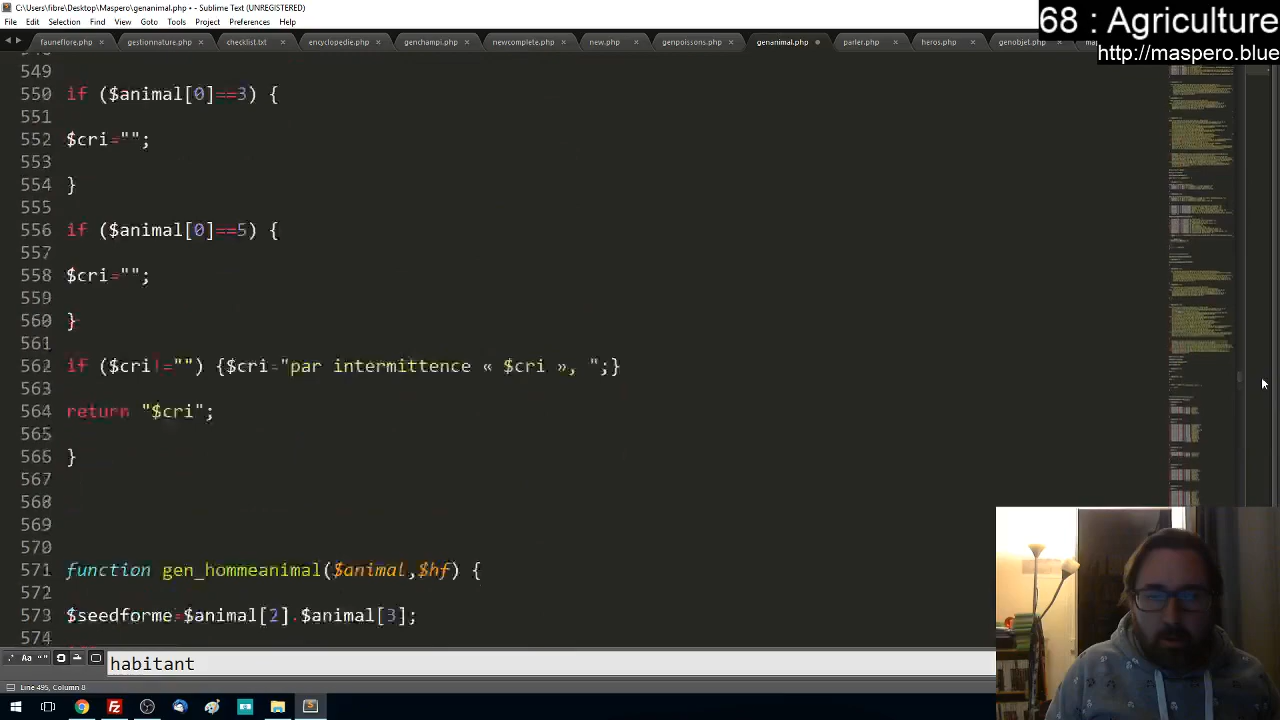 C:\Users\fibre\Desktop\Maspero\genanimal.php • - Sublime Text (UNREGISTERED)
File Edit Selection Find View Goto Tools Project Preferences Help
68 : Agriculture
http://maspero.blue
fauneflore.php × gestionnature.php × checklist.txt × encyclopedie.php × genchampi.php × newcomplete.php × new.php × genpoissons.php × genanimal.php • parler.php × heros.php × genobjet.php ×
549
550 if ($animal[0]==3) {
551
552 $cri="";
553
554 }
555
556 if ($animal[0]==5) {
557
558 $cri="";
559
560 }
561
562 if ($cri!="") {$cri="par intermittence « $cri », ";}
563
564 return "$cri";
565
566 }
567
568
569
570
571 function gen_hommeanimal($animal,$hf) {
572
573 $seedforme=$animal[2].$animal[3];
574
habitant
Line 495, Column 8